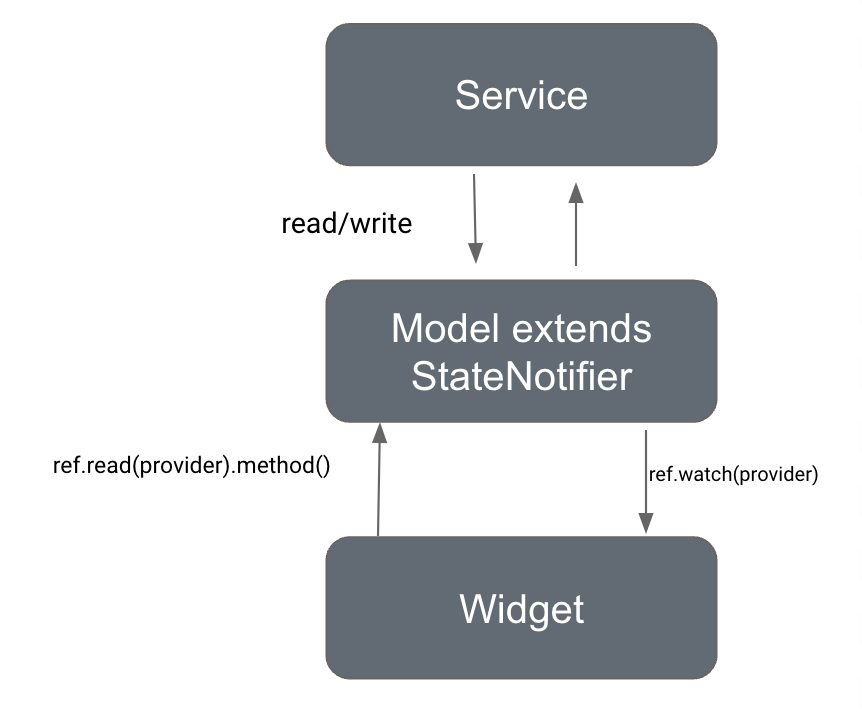 Service
read/write
Model extends
StateNotifier
ref.read(provider).method()
ref.watch(provider)
Widget